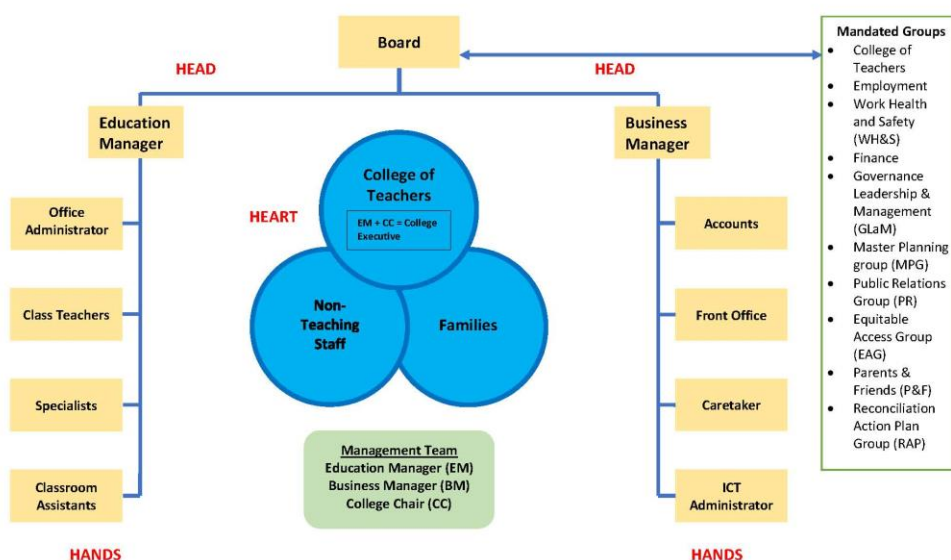 Board
HEAD
HEAD
Education
Manager
Business
Manager
Office
Administrator
Class Teachers
Specialists
Classroom
Assistants
HANDS
HEART
College of
Teachers
EM + CC = College
Executive
Non-
Teaching
Staff
Families
Management Team
Education Manager (EM)
Business Manager (BM)
College Chair (CC)
Accounts
Front Office
Caretaker
ICT
Administrator
HANDS
Mandated Groups
• College of
Teachers
• Employment
• Work Health
and Safety
(WH&S)
• Finance
• Governance
Leadership &
Management
(GLaM)
• Master Planning
group (MPG)
• Public Relations
Group (PR)
• Equitable
Access Group
(EAG)
• Parents &
Friends (P&F)
• Reconciliation
Action Plan
Group (RAP)